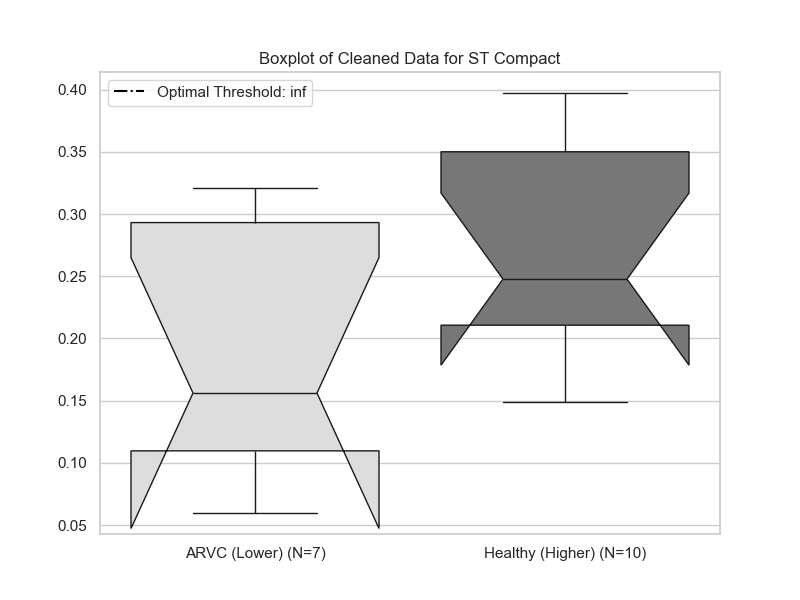 Boxplot of Cleaned Data for ST Compact
Optimal Threshold: inf
0.40
0.35
0.30
0.25
0.20
0.15
0.10
0.05
ARVC (Lower) (N=7)
Healthy (Higher) (N=10)